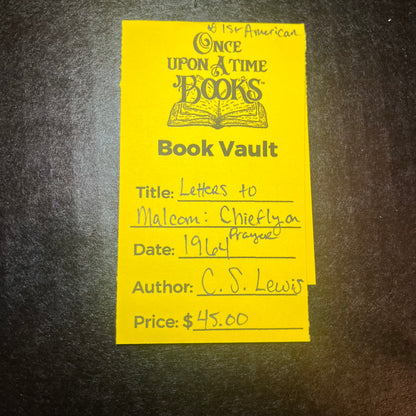 1st American
ONCE
UPON A TIME
BOOKS
Book Vault
Title: Letters to
Malcom: Chiefly on
Prayer
Date: 1964
Author: C. S. Lewis
Price: $45.00